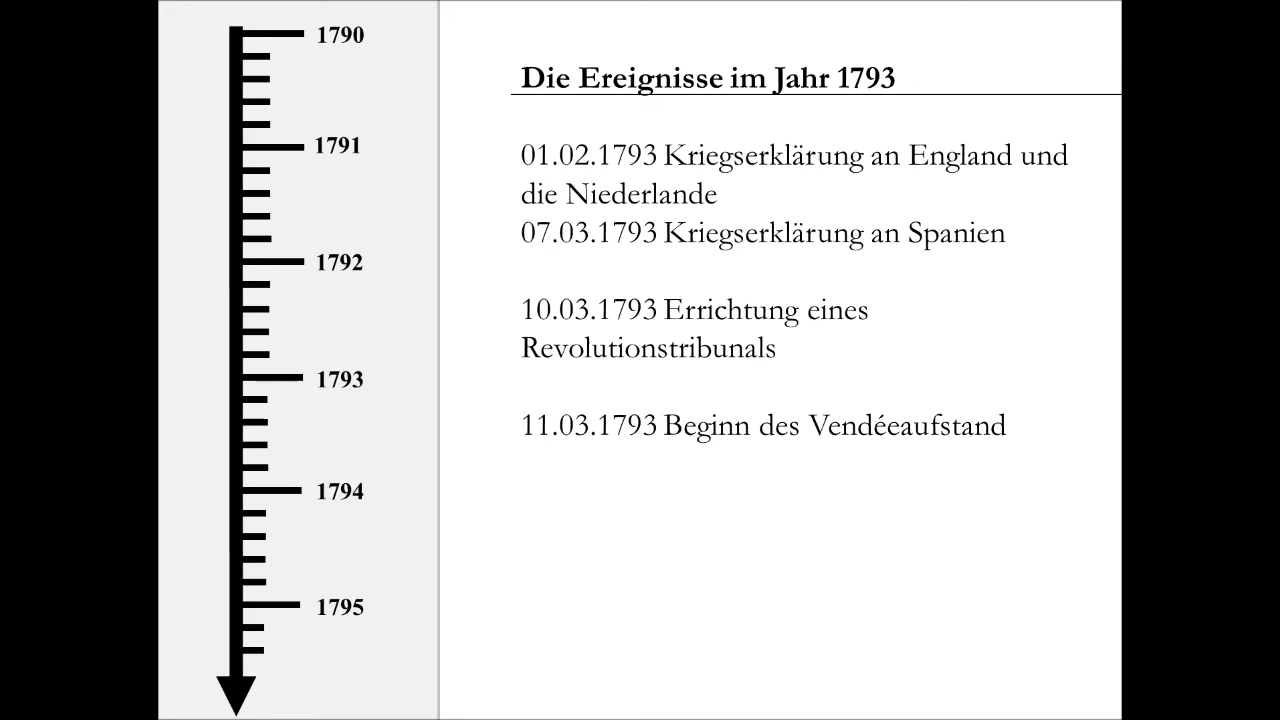 1790
1791
1792
1793
1794
1795
Die Ereignisse im Jahr 1793
01.02.1793 Kriegserklärung an England und
die Niederlande
07.03.1793 Kriegserklärung an Spanien
10.03.1793 Errichtung eines
Revolutionstribunals
11.03.1793 Beginn des Vendéeaufstand